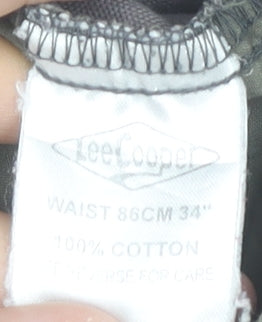 Lee Cooper
WAIST 86CM 34"
100% COTTON
REVERSE FOR CARE